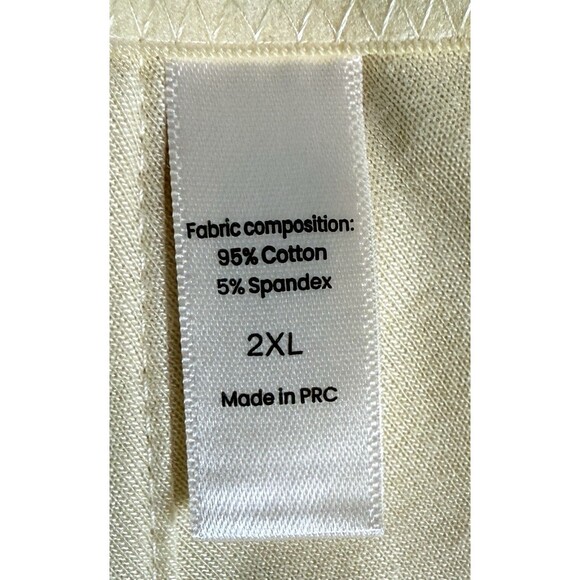 Fabric composition:
95% Cotton
5% Spandex
2XL
Made in PRC